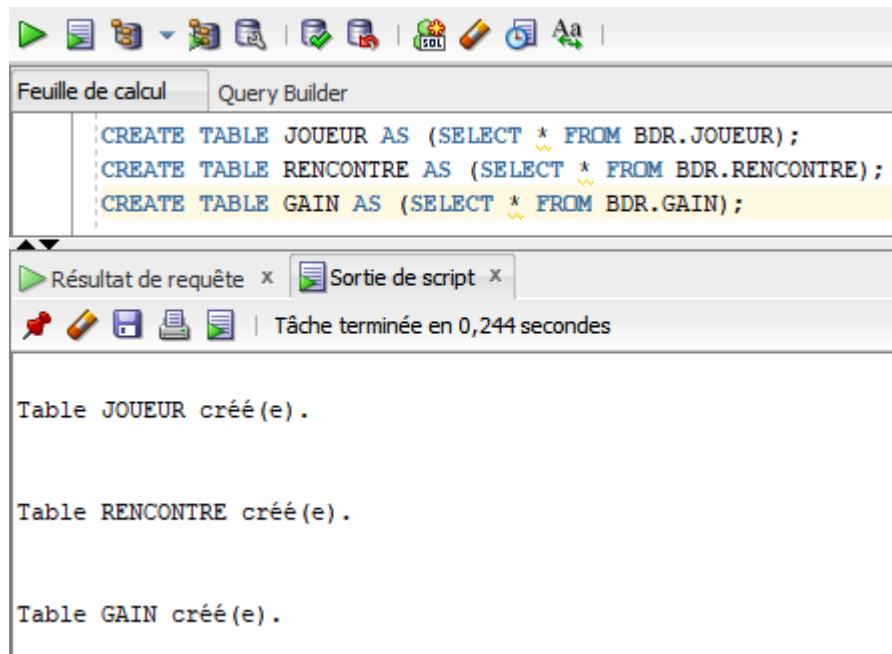 SQL
Aa
Feuille de calcul Query Builder
CREATE TABLE JOUEUR AS (SELECT * FROM BDR.JOUEUR);
CREATE TABLE RENCONTRE AS (SELECT * FROM BDR.RENCONTRE);
CREATE TABLE GAIN AS (SELECT * FROM BDR.GAIN);
Résultat de requête x Sortie de script x
Tâche terminée en 0,244 secondes
Table JOUEUR créé(e).
Table RENCONTRE créé(e).
Table GAIN créé(e).